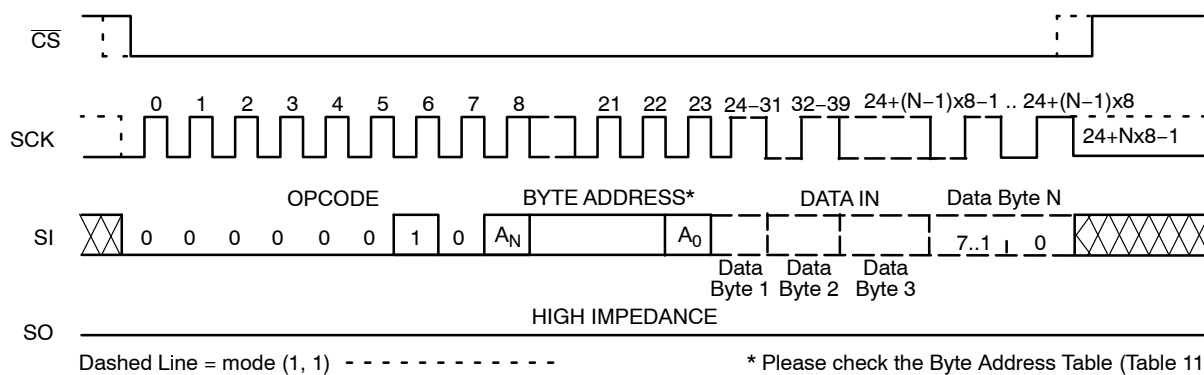 CS
0 1 2 3 4 5 6 7 8 21 22 23 24–31 32–39 24+(N–1)x8–1 .. 24+(N–1)x8
SCK
24+Nx8–1
OPCODE BYTE ADDRESS* DATA IN Data Byte N
SI
0 0 0 0 0 0 1 0 AN A0 7..1 0
Data Byte 1
Data Byte 2
Data Byte 3
HIGH IMPEDANCE
SO
Dashed Line = mode (1, 1) * Please check the Byte Address Table (Table 11